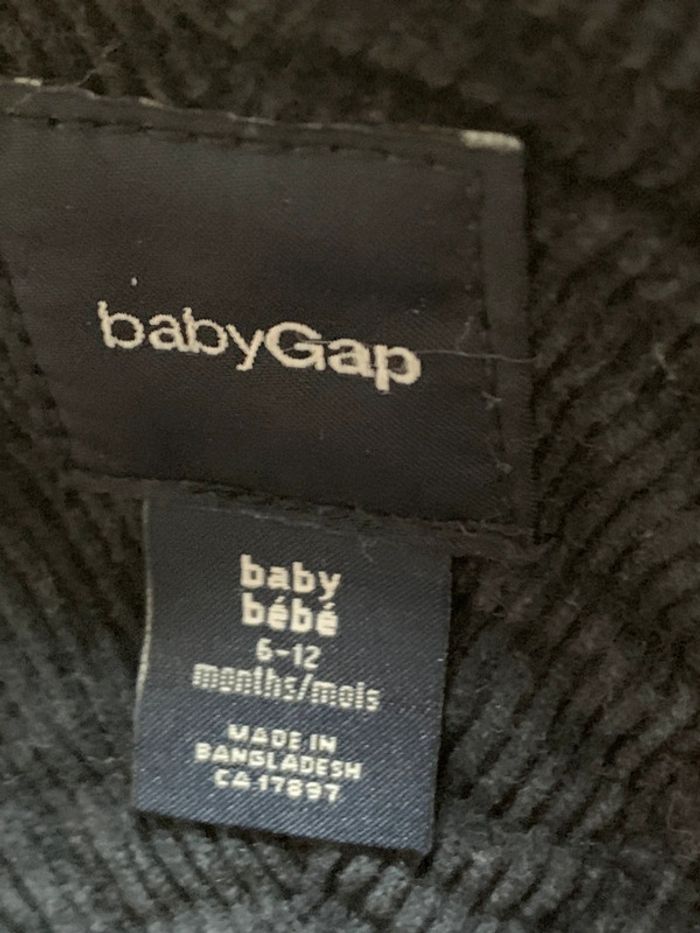 babyGap
baby
bébé
6-12
months/mois
MADE IN
BANGLADESH
CA 17897